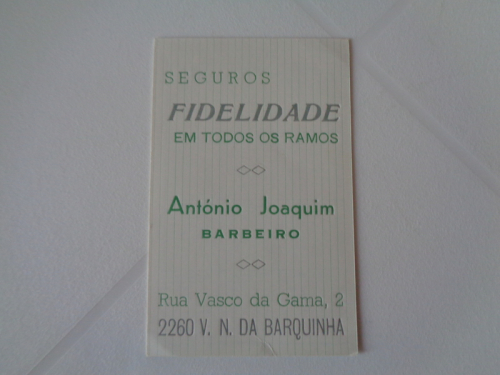 SEGUROS
FIDELIDADE
EM TODOS OS RAMOS
António Joaquim
BARBEIRO
Rua Vasco da Gama, 2
2260 V. N. DA BARQUINHA